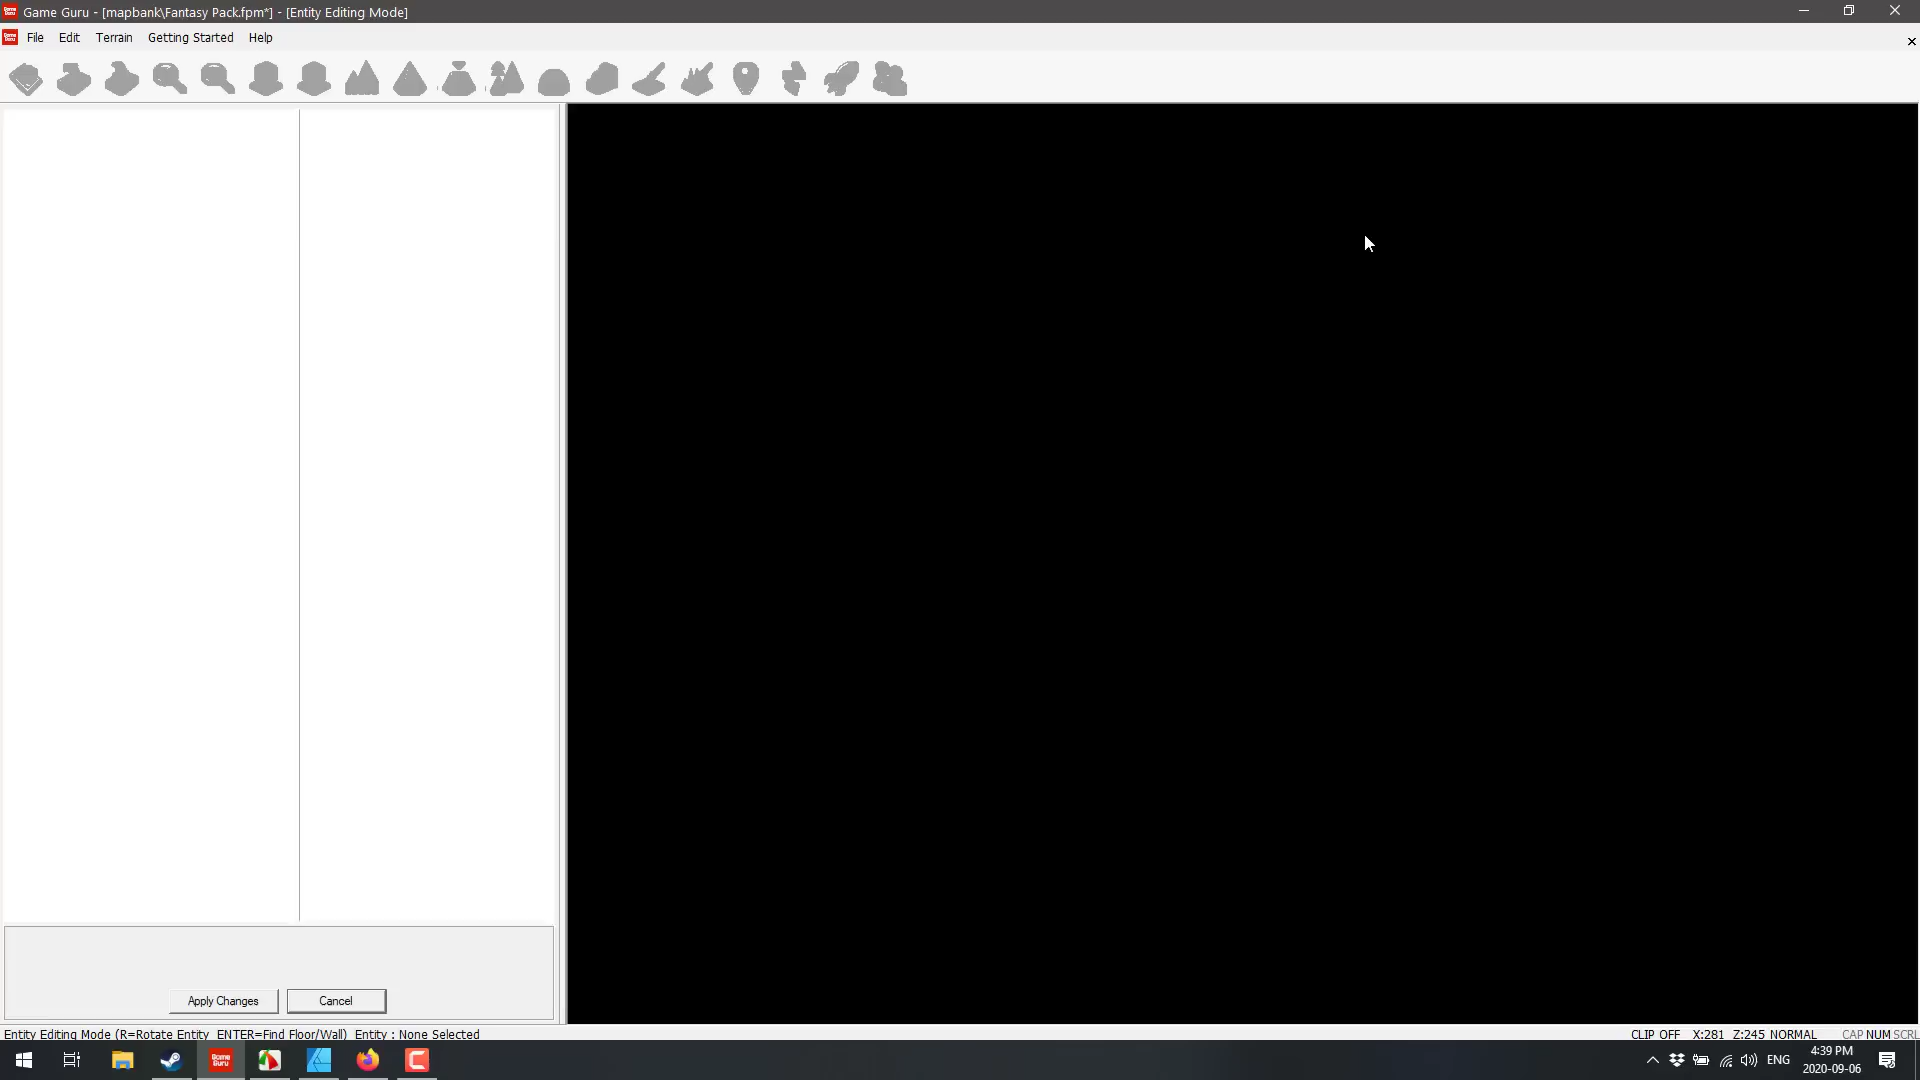 Game Guru - [mapbank\Fantasy Pack.fpm*] - [Entity Editing Mode]
File Edit Terrain Getting Started Help
Apply Changes Cancel
Entity Editing Mode (R=Rotate Entity ENTER=Find Floor/Wall) Entity : None Selected
CLIP OFF X:281 Z:245 NORMAL CAP NUM SCRL
Game Guru
ENG
4:39 PM
2020-09-06